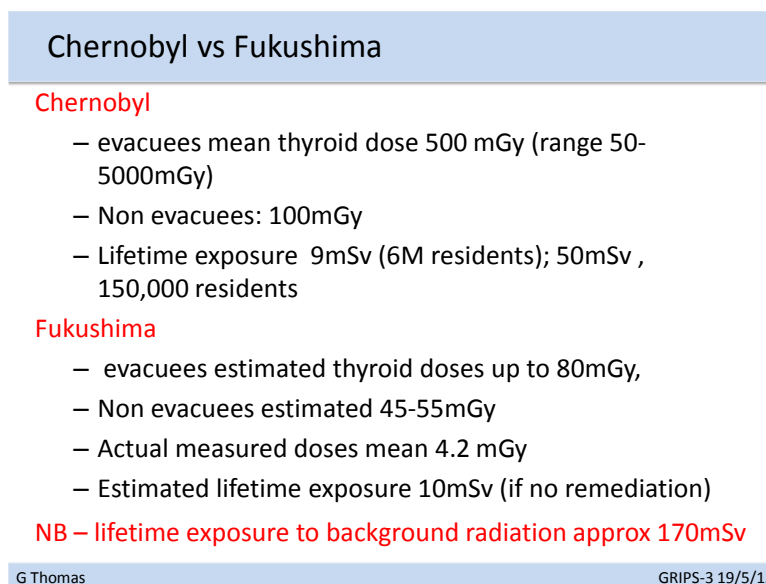 Chernobyl vs Fukushima
Chernobyl
– evacuees mean thyroid dose 500 mGy (range 50-
5000mGy)
– Non evacuees: 100mGy
– Lifetime exposure 9mSv (6M residents); 50mSv ,
150,000 residents
Fukushima
– evacuees estimated thyroid doses up to 80mGy,
– Non evacuees estimated 45-55mGy
– Actual measured doses mean 4.2 mGy
– Estimated lifetime exposure 10mSv (if no remediation)
NB – lifetime exposure to background radiation approx 170mSv
G Thomas
GRIPS-3 19/5/1